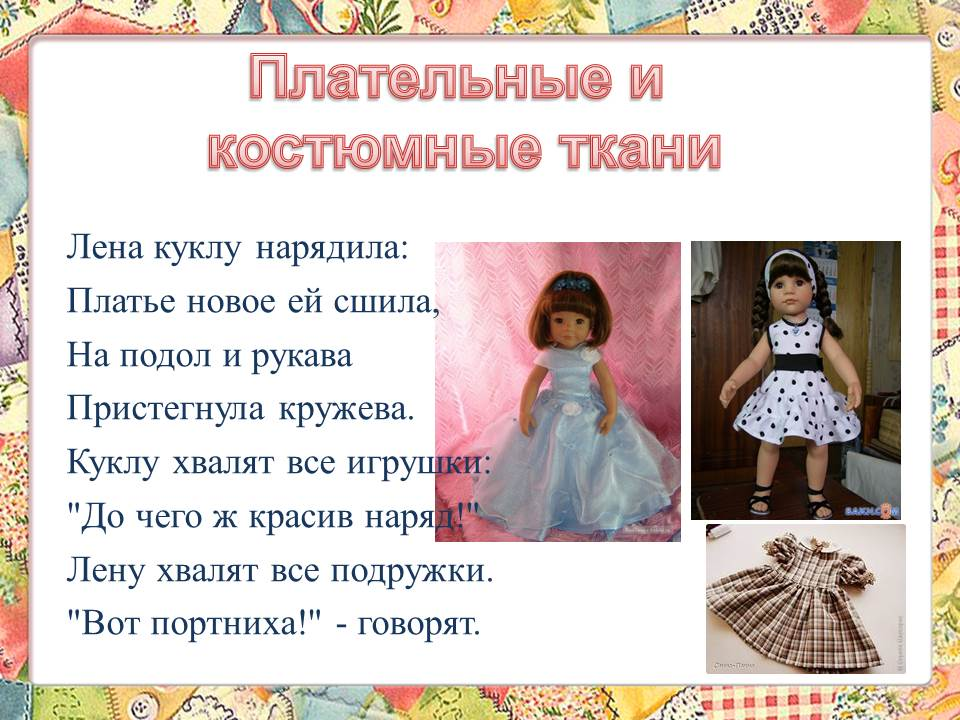 Плательные и
костюмные ткани
Лена куклу нарядила:
Платье новое ей сшила,
На подол и рукава
Пристегнула кружева.
Куклу хвалят все игрушки:
"До чего ж красив наряд!"
Лену хвалят все подружки.
"Вот портниха!" - говорят.